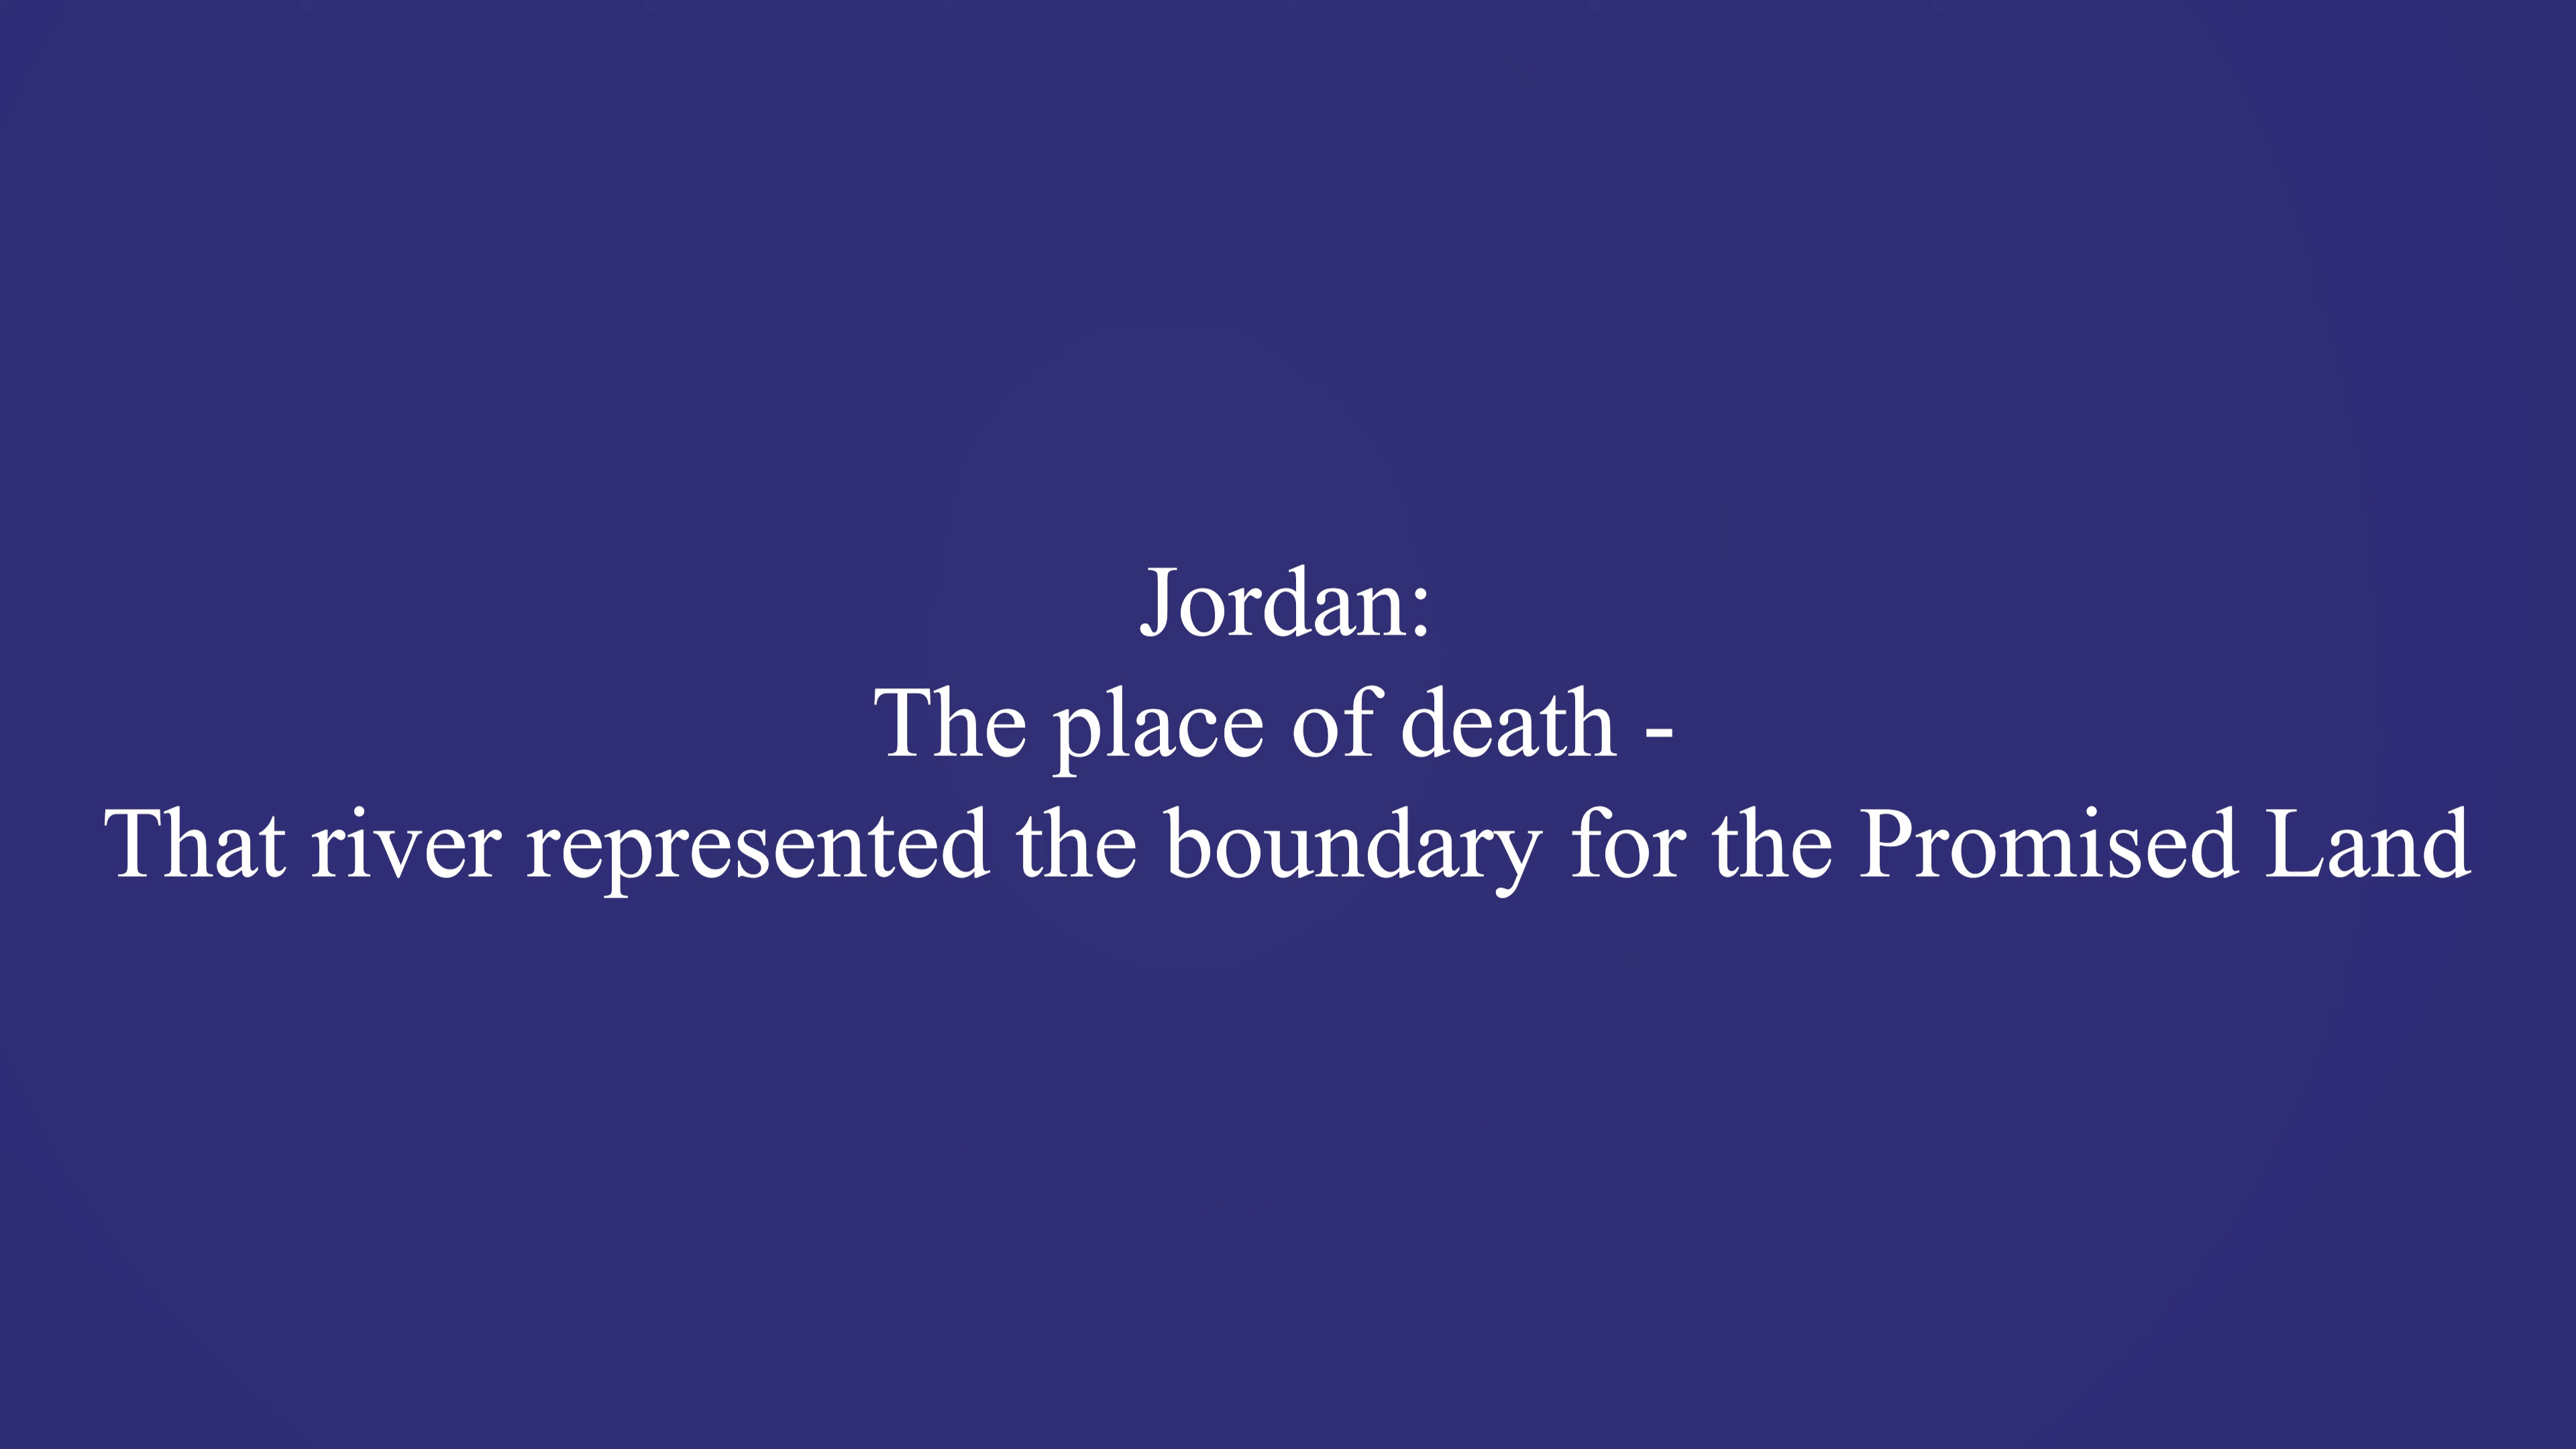 Jordan:
The place of death -
That river represented the boundary for the Promised Land